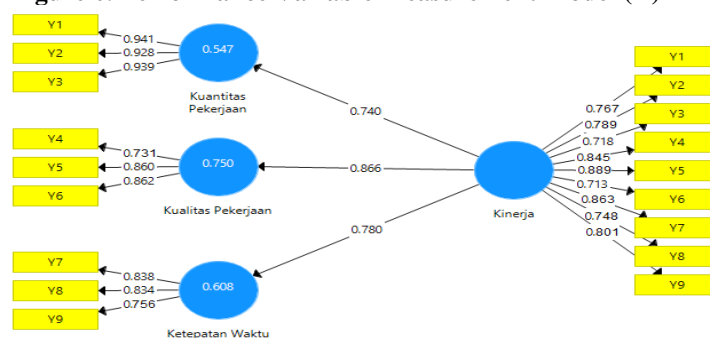 Y1
Y2
Y3
0.941
0.928
0.939
0.547
Kuantitas
Pekerjaan
Y4
Y5
Y6
0.731
0.860
0.862
0.750
Kualitas Pekerjaan
Y7
Y8
Y9
0.838
0.834
0.756
0.608
Ketepatan Waktu
0.740
0.866
0.780
Kinerja
0.767
0.789
0.718
0.845
0.889
0.713
0.863
0.748
0.801
Y1
Y2
Y3
Y4
Y5
Y6
Y7
Y8
Y9